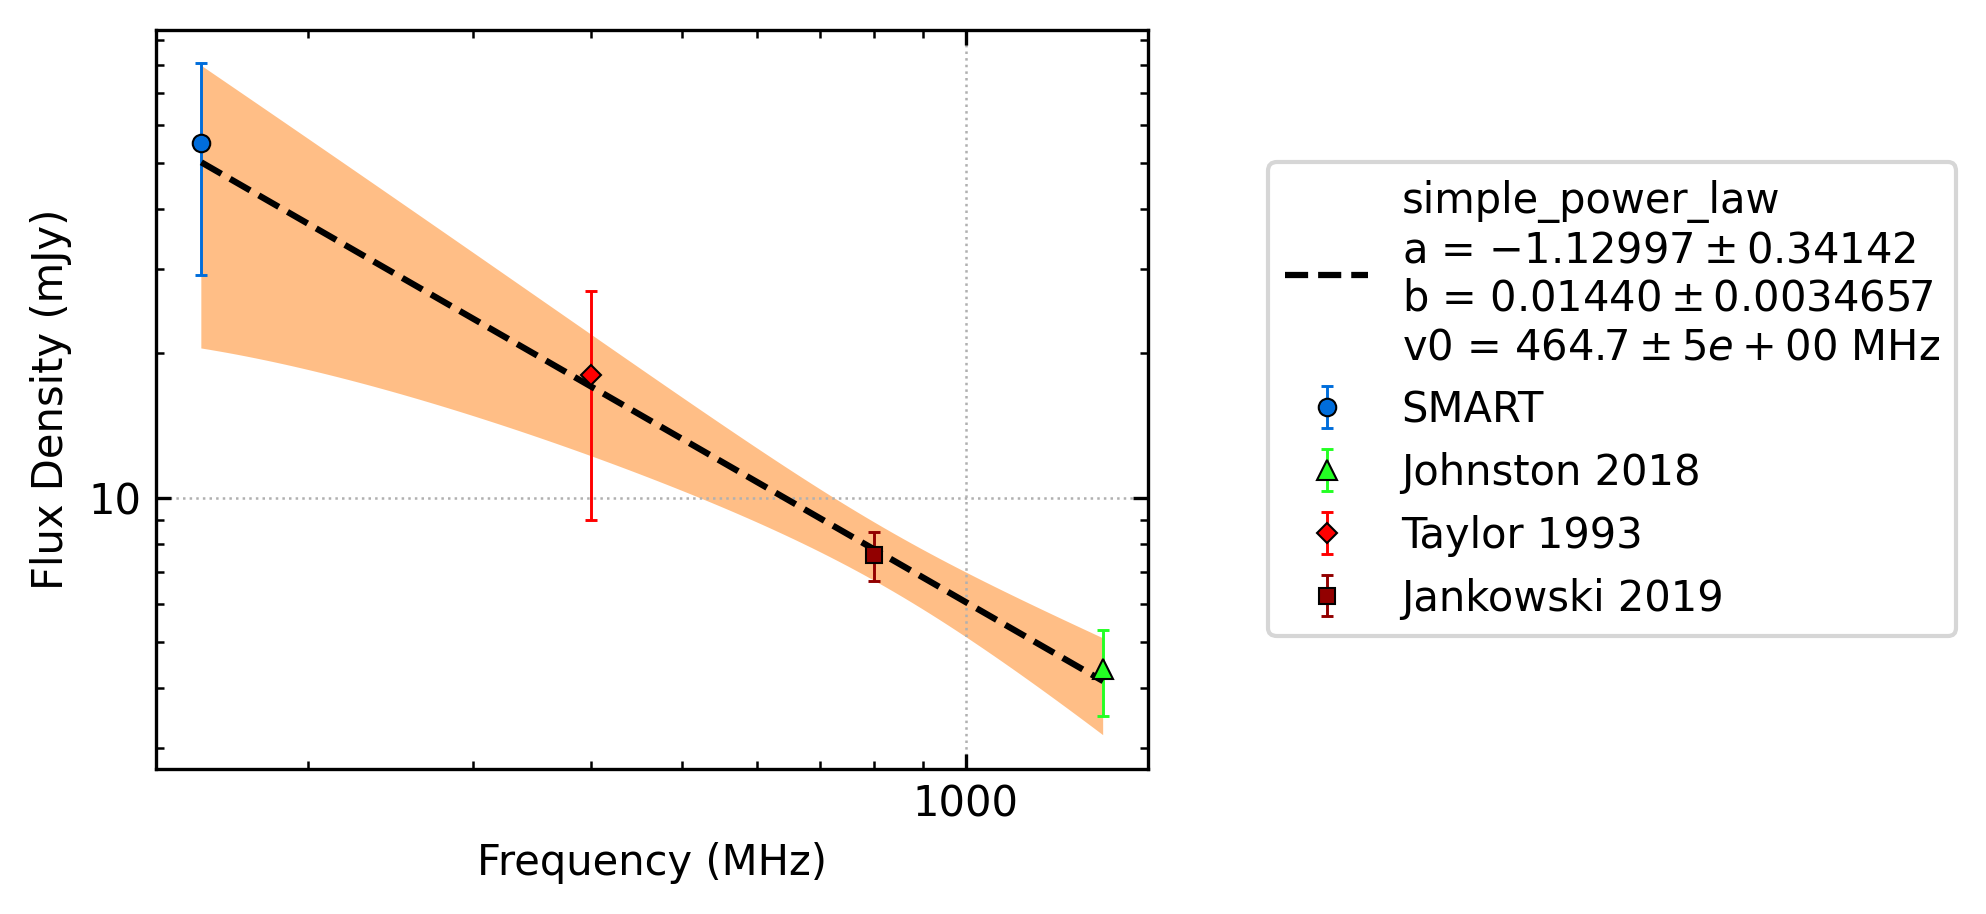 Flux Density (mJy)
10
1000
Frequency (MHz)
simple_power_law
a = −1.12997 ± 0.34142
b = 0.01440 ± 0.0034657
v0 = 464.7 ± 5e + 00 MHz
SMART
Johnston 2018
Taylor 1993
Jankowski 2019